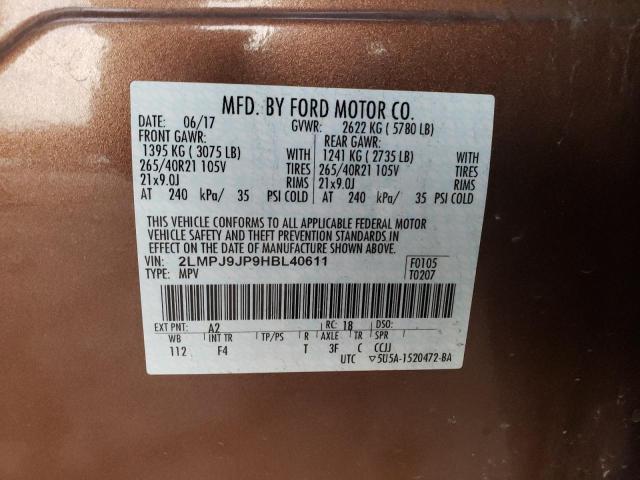 MFD. BY FORD MOTOR CO.
DATE: 06/17 GVWR: 2622 KG ( 5780 LB)
FRONT GAWR: REAR GAWR:
1395 KG ( 3075 LB) WITH 1241 KG ( 2735 LB) WITH
265/40R21 105V TIRES 265/40R21 105V TIRES
21x9.0J RIMS 21x9.0J RIMS
AT 240 kPa/ 35 PSI COLD AT 240 kPa/ 35 PSI COLD
THIS VEHICLE CONFORMS TO ALL APPLICABLE FEDERAL MOTOR
VEHICLE SAFETY AND THEFT PREVENTION STANDARDS IN
EFFECT ON THE DATE OF MANUFACTURE SHOWN ABOVE.
VIN: 2LMPJ9JP9HBL40611 F0105
TYPE: MPV T0207
EXT PNT: A2 RC: 18 DSO:
WB INT TR TP/PS R AXLE TR SPR
112 F4 T 3F C CCJJ
UTC ▽5U5A-1520472-BA